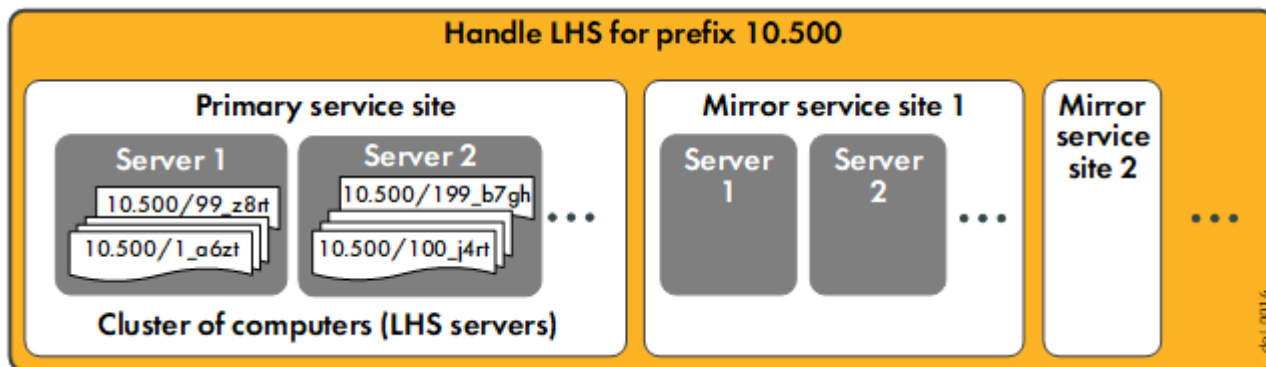 Handle LHS for prefix 10.500
Primary service site
Server 1
10.500/99_z8rt
10.500/1_a6zt
Server 2
10.500/199_b7gh
10.500/100_j4rt
...
Cluster of computers (LHS servers)
Mirror service site 1
Server
1
Server
2
...
Mirror
service
site 2
...